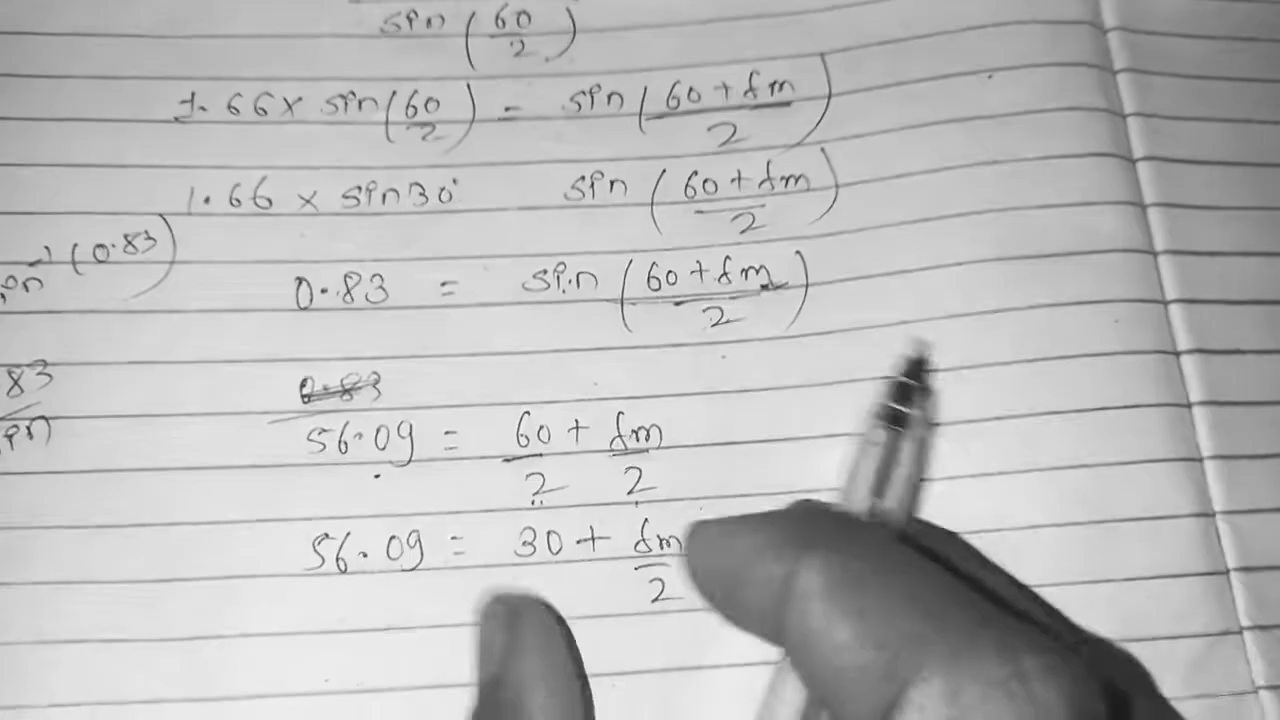 sin (60/2)
1.66 × sin(60/2) = sin (60 + δm / 2)
1.66 × sin30° sin (60 + δm / 2)
(0.83)
0.83 = sin (60 + δm / 2)
83
0.83
56.09 = 60/2 + δm/2
56.09 = 30 + δm/2